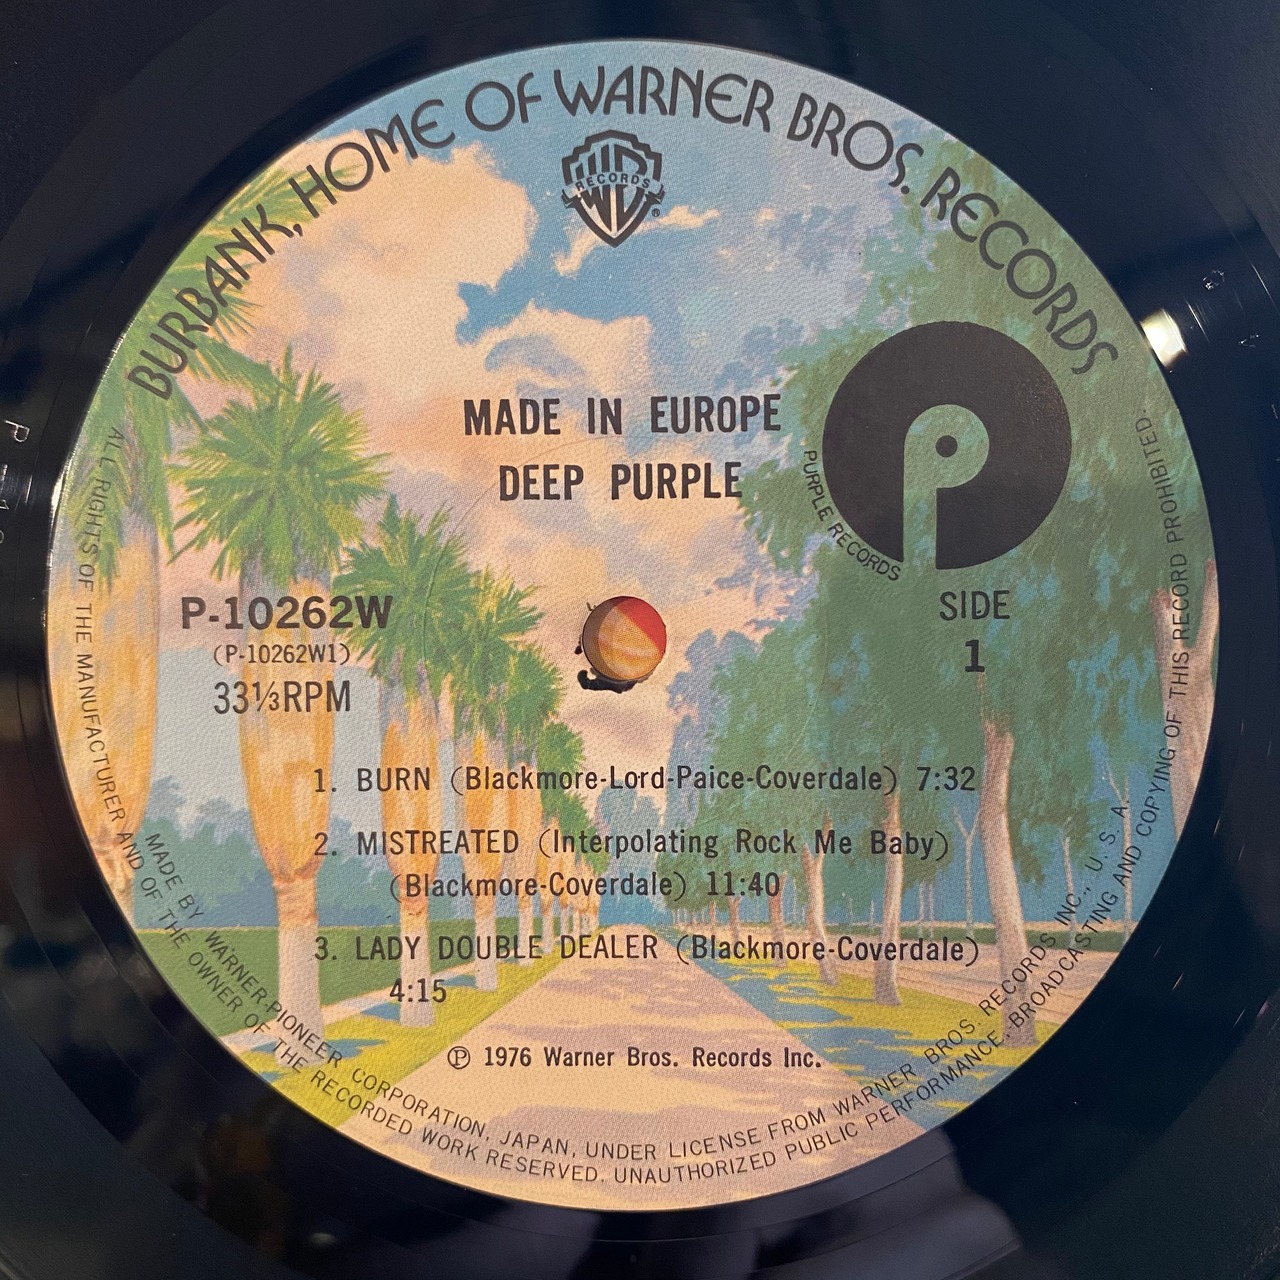 BURBANK, HOME OF WARNER BROS. RECORDS
RECORDS
MADE IN EUROPE
DEEP PURPLE
PURPLE RECORDS
P-10262W
(P-10262W1)
33⅓RPM
SIDE
1
1. BURN (Blackmore-Lord-Paice-Coverdale) 7:32
2. MISTREATED (Interpolating Rock Me Baby)
(Blackmore-Coverdale) 11:40
3. LADY DOUBLE DEALER (Blackmore-Coverdale)
4:15
℗ 1976 Warner Bros. Records Inc.
MADE BY WARNER-PIONEER CORPORATION, JAPAN, UNDER LICENSE FROM WARNER BROS. RECORDS INC., U. S. A.
ALL RIGHTS OF THE MANUFACTURER AND OF THE OWNER OF THE RECORDED WORK RESERVED. UNAUTHORIZED PUBLIC PERFORMANCE, BROADCASTING AND COPYING OF THIS RECORD PROHIBITED.